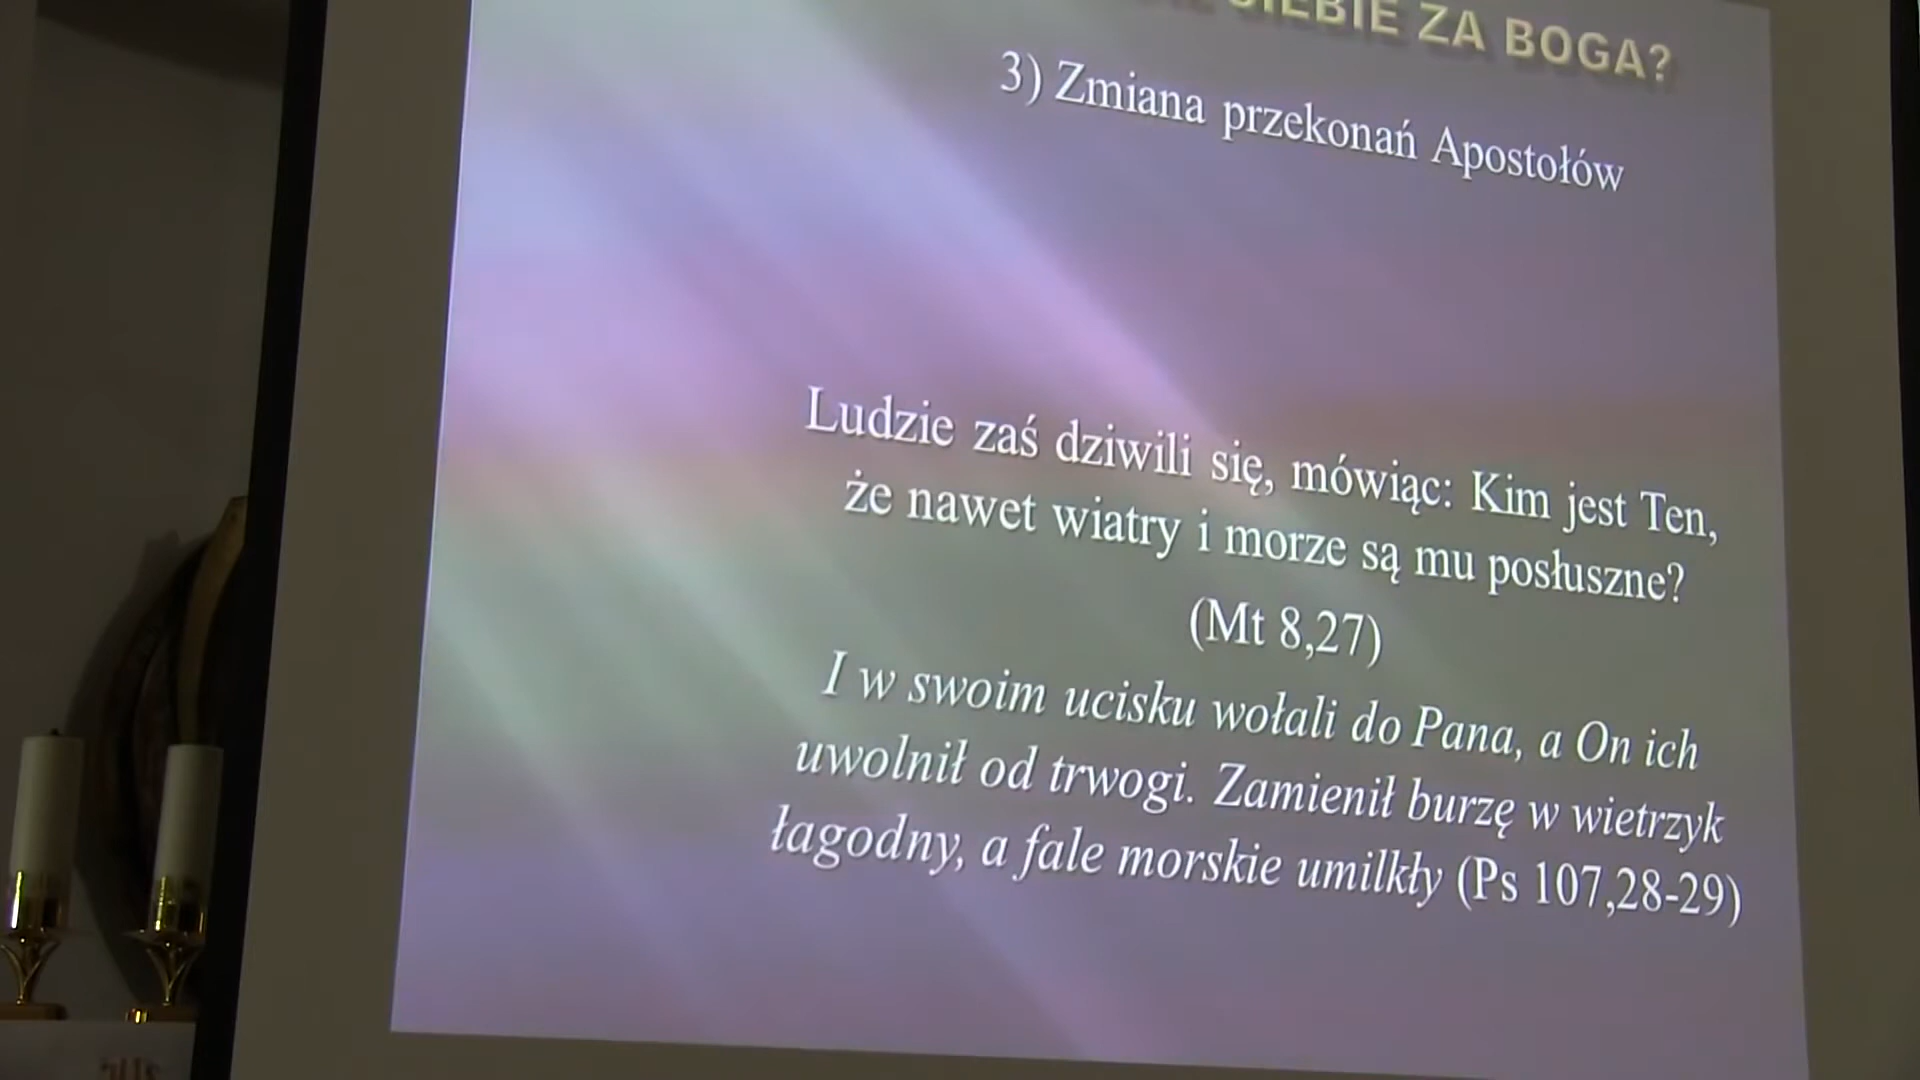 SIEBIE ZA BOGA?
3) Zmiana przekonań Apostołów
Ludzie zaś dziwili się, mówiąc: Kim jest Ten,
że nawet wiatry i morze są mu posłuszne?
(Mt 8,27)
I w swoim ucisku wołali do Pana, a On ich
uwolnił od trwogi. Zamienił burzę w wietrzyk
łagodny, a fale morskie umilkły (Ps 107,28-29)